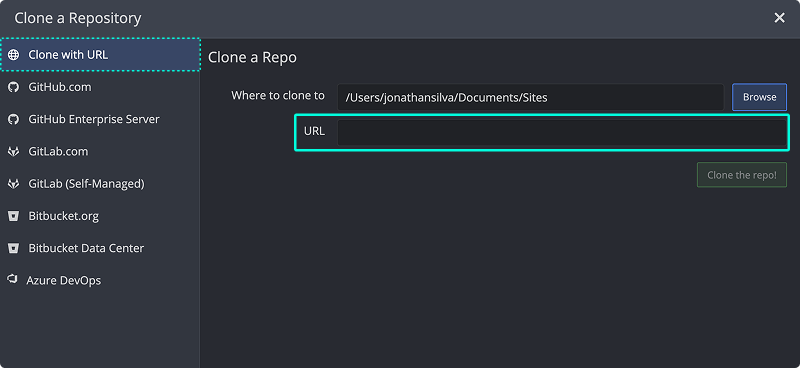 Clone a Repository
Clone with URL
GitHub.com
GitHub Enterprise Server
GitLab.com
GitLab (Self-Managed)
Bitbucket.org
Bitbucket Data Center
Azure DevOps
Clone a Repo
Where to clone to /Users/jonathansilva/Documents/Sites Browse
URL
Clone the repo!